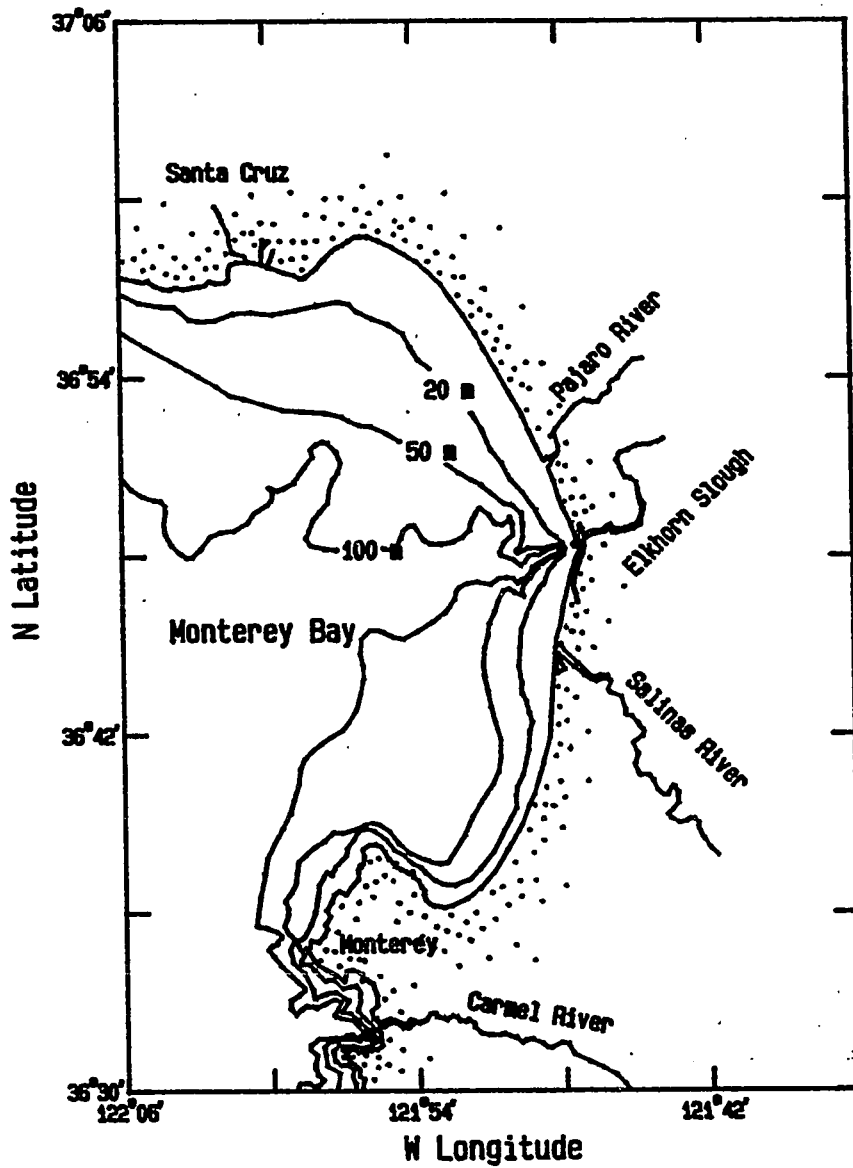 37°06'
Santa Cruz
Pajaro River
36°54'
20 m
50 m
Elkhorn Slough
100 m
N Latitude
Monterey Bay
Salinas River
36°42'
Monterey
Carmel River
36°30'
122°06'
121°54'
121°42'
W Longitude